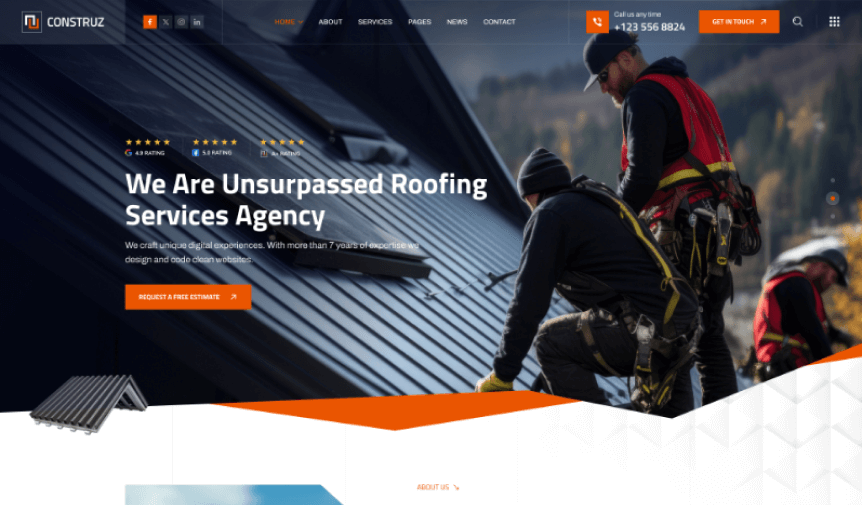 CONSTRUZ
HOME
ABOUT
SERVICES
PAGES
NEWS
CONTACT
Call us any time
+123 556 8824
GET IN TOUCH
4.9 RATING
5.0 RATING
We Are Unsurpassed Roofing
Services Agency
We craft unique digital experiences. With more than 7 years of expertise we
design and code clean websites.
REQUEST A FREE ESTIMATE
ABOUT US